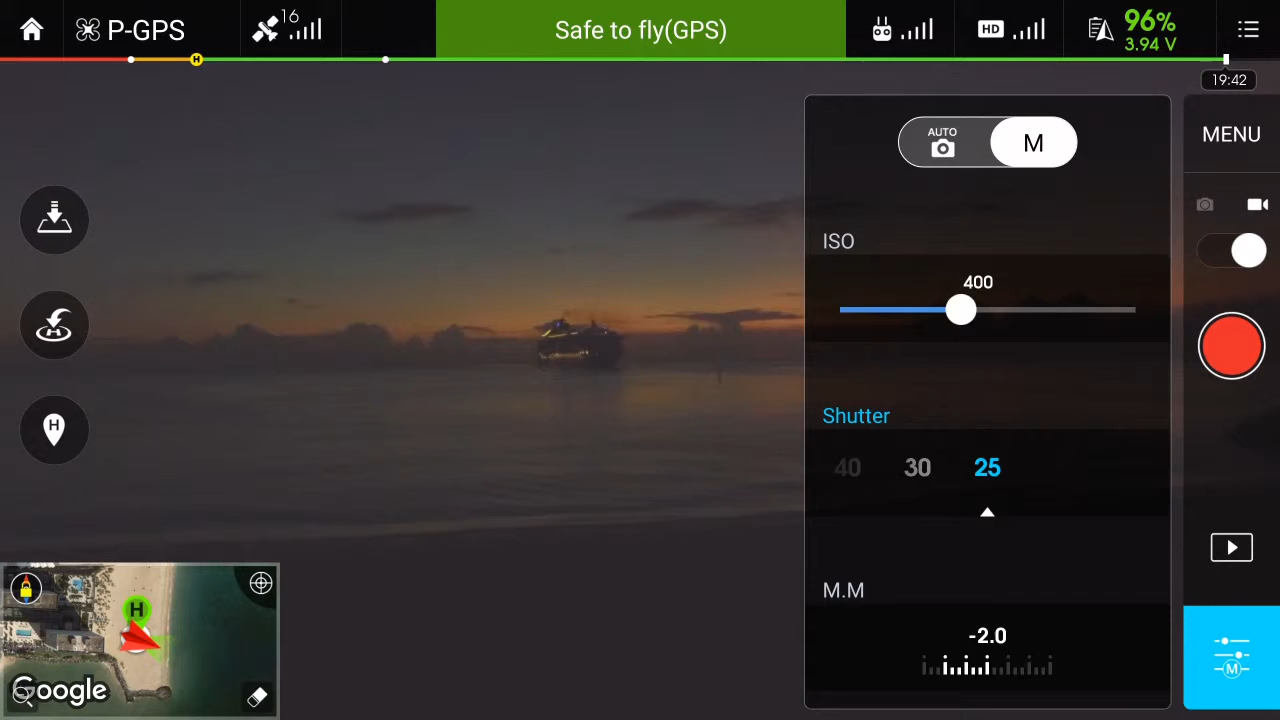 P-GPS
16
Safe to fly(GPS)
HD
96%
3.94 V
H
19:42
AUTO
M
MENU
ISO
400
H
Shutter
40 30 25
H
M.M
-2.0
H
M
Google